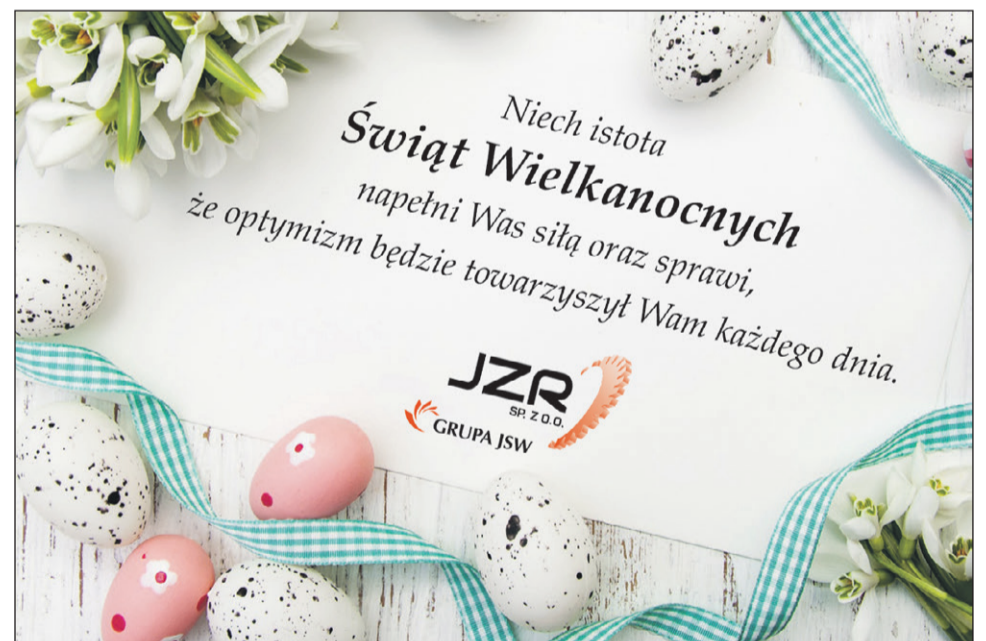 Niech istota
Świąt Wielkanocnych
napełni Was siłą oraz sprawi,
że optymizm będzie towarzyszył Wam każdego dnia.
JZR
SP. Z O.O.
GRUPA JSW